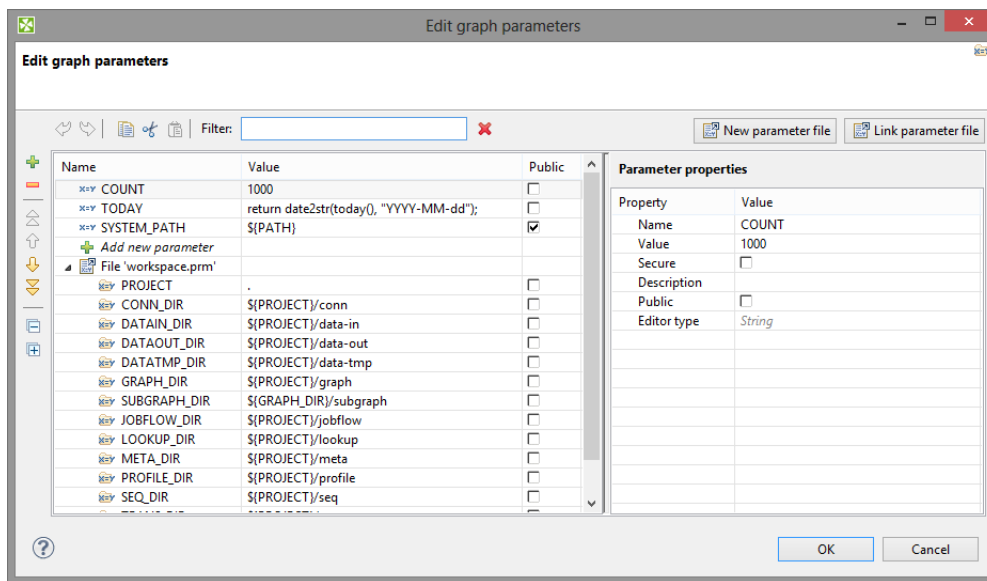 Edit graph parameters
Edit graph parameters
Filter:
New parameter file
Link parameter file
Name Value Public
x=y COUNT 1000
x=y TODAY return date2str(today(), "YYYY-MM-dd");
x=y SYSTEM_PATH ${PATH}
Add new parameter
File 'workspace.prm'
x=y PROJECT .
x=y CONN_DIR ${PROJECT}/conn
x=y DATAIN_DIR ${PROJECT}/data-in
x=y DATAOUT_DIR ${PROJECT}/data-out
x=y DATATMP_DIR ${PROJECT}/data-tmp
x=y GRAPH_DIR ${PROJECT}/graph
x=y SUBGRAPH_DIR ${GRAPH_DIR}/subgraph
x=y JOBFLOW_DIR ${PROJECT}/jobflow
x=y LOOKUP_DIR ${PROJECT}/lookup
x=y META_DIR ${PROJECT}/meta
x=y PROFILE_DIR ${PROJECT}/profile
x=y SEQ_DIR ${PROJECT}/seq
Parameter properties
Property Value
Name COUNT
Value 1000
Secure
Description
Public
Editor type String
?
OK
Cancel